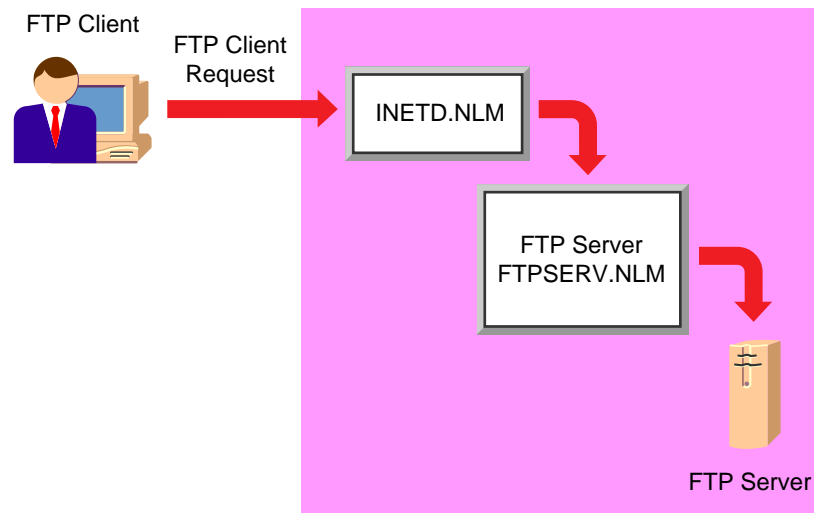 FTP Client
FTP Client
Request
INETD.NLM
FTP Server
FTPSERV.NLM
FTP Server